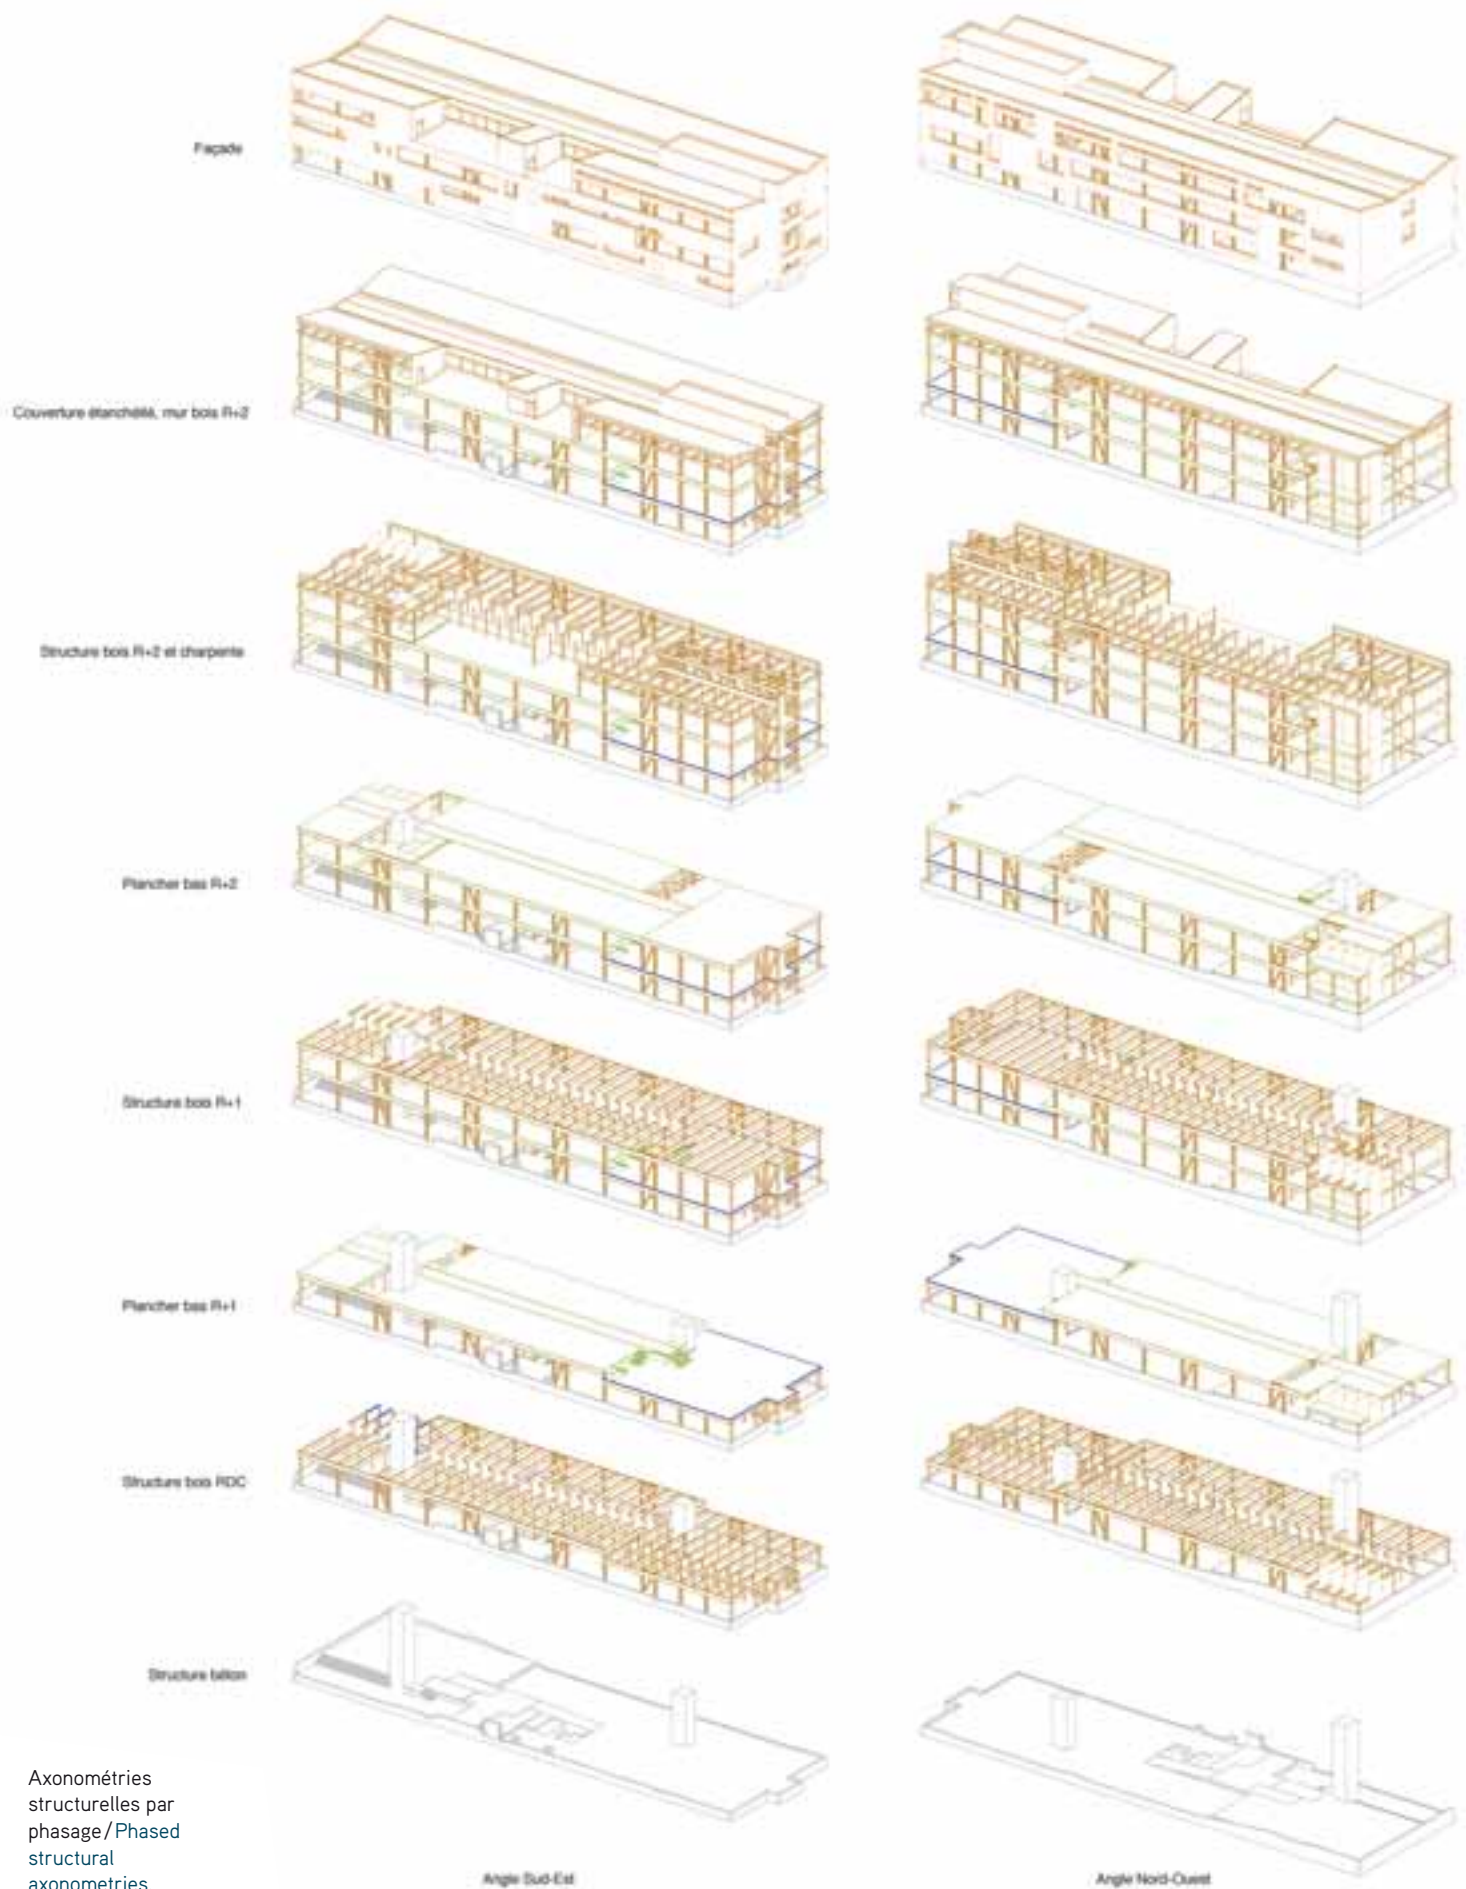 Façade
Couverture étanchéité, mur bois R+2
Structure bois R+2 et charpente
Plancher bas R+2
Structure bois R+1
Plancher bas R+1
Structure bois RDC
Structure béton
Axonométries
structurelles par
phasage/Phased
structural
axonometries
Angle Sud-Est
Angle Nord-Ouest